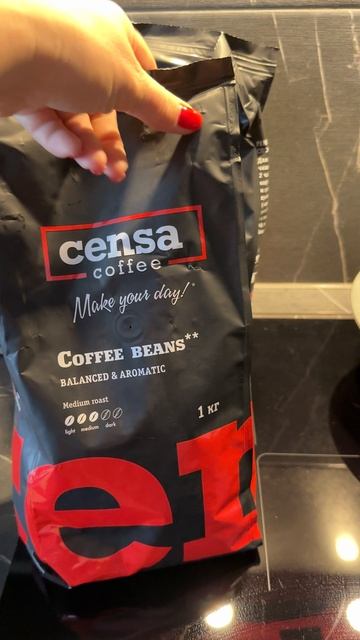 censa
coffee
Make your day!
COFFEE BEANS**
BALANCED & AROMATIC
Medium roast
light medium dark
1 кг
en